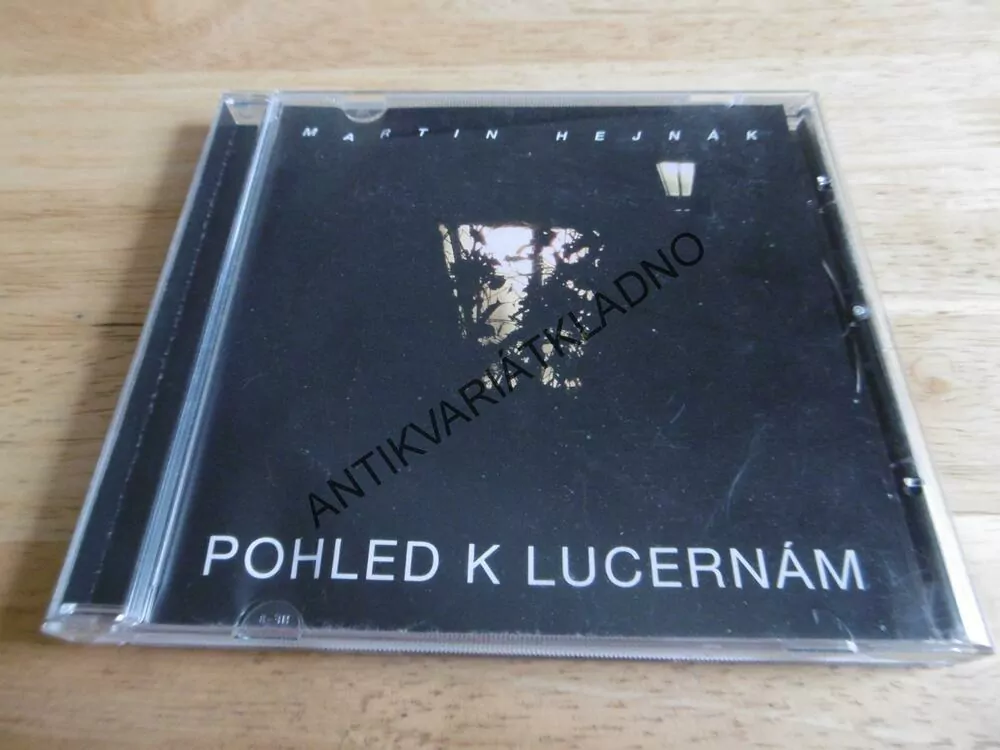 MARTIN HEJNÁK
ANTIKVARIÁTKLADNO
POHLED K LUCERNÁM